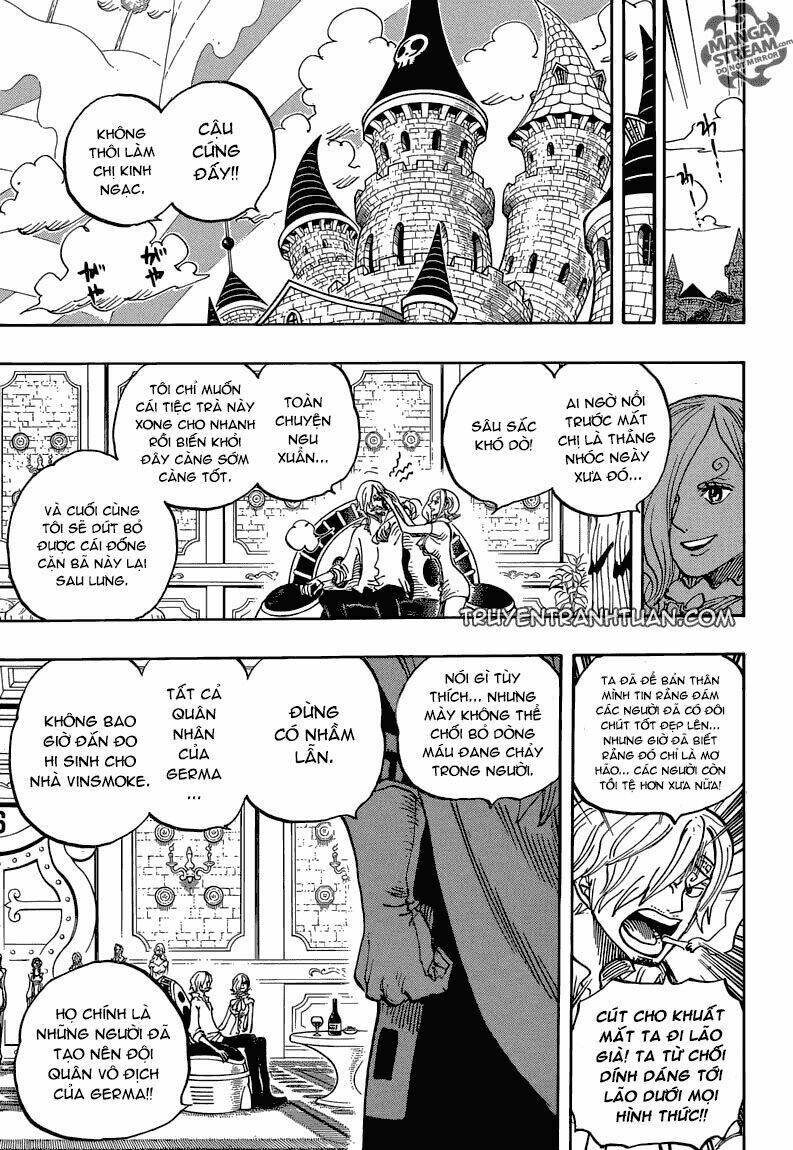 MANGA
STREAM.com
DO NOT MIRROR
CẬU
CỨNG
ĐẤY!!
KHÔNG
THÔI LÀM
CHỊ KINH
NGẠC.
AI NGỜ NỔI
TRƯỚC MẮT
CHỊ LÀ THẰNG
NHÓC NGÀY
XƯA ĐÓ...
SÂU SẮC
KHÓ DÒ!
TOÀN
CHUYỆN
NGU
XUẨN...
TÔI CHỈ MUỐN
CÁI TIỆC TRÀ NÀY
XONG CHO NHANH
RỒI BIẾN KHỎI
ĐÂY CÀNG SỚM
CÀNG TỐT.
VÀ CUỐI CÙNG
TÔI SẼ DỨT BỎ
ĐƯỢC CÁI ĐỐNG
CẶN BÃ NÀY LẠI
SAU LƯNG.
TRUYENTRANHTUAN.COM
TA ĐÃ ĐỂ BẢN THÂN
MÌNH TIN RẰNG ĐÁM
CÁC NGƯỜI ĐÃ CÓ ĐÔI
CHÚT TỐT ĐẸP LÊN...
NHƯNG GIỜ ĐÃ BIẾT
RẰNG ĐÓ CHỈ LÀ MƠ
HÃO... CÁC NGƯỜI CÒN
TỒI TỆ HƠN XƯA NỮA!
CÚT CHO KHUẤT
MẮT TA ĐI LÃO
GIÀ! TA TỪ CHỐI
DÍNH DÁNG TỚI
LÃO DƯỚI MỌI
HÌNH THỨC!!
NÓI GÌ TÙY
THÍCH... NHƯNG
MÀY KHÔNG THỂ
CHỐI BỎ DÒNG
MÁU ĐANG CHẢY
TRONG NGƯỜI.
ĐỪNG
CÓ NHẦM
LẪN.
TẤT CẢ
QUÂN
NHÂN
CỦA
GERMA
...
KHÔNG BAO
GIỜ ĐẮN ĐO
HI SINH CHO
NHÀ VINSMOKE.
HỌ CHÍNH LÀ
NHỮNG NGƯỜI ĐÃ
TẠO NÊN ĐỘI
QUÂN VÔ ĐỊCH
CỦA GERMA!!